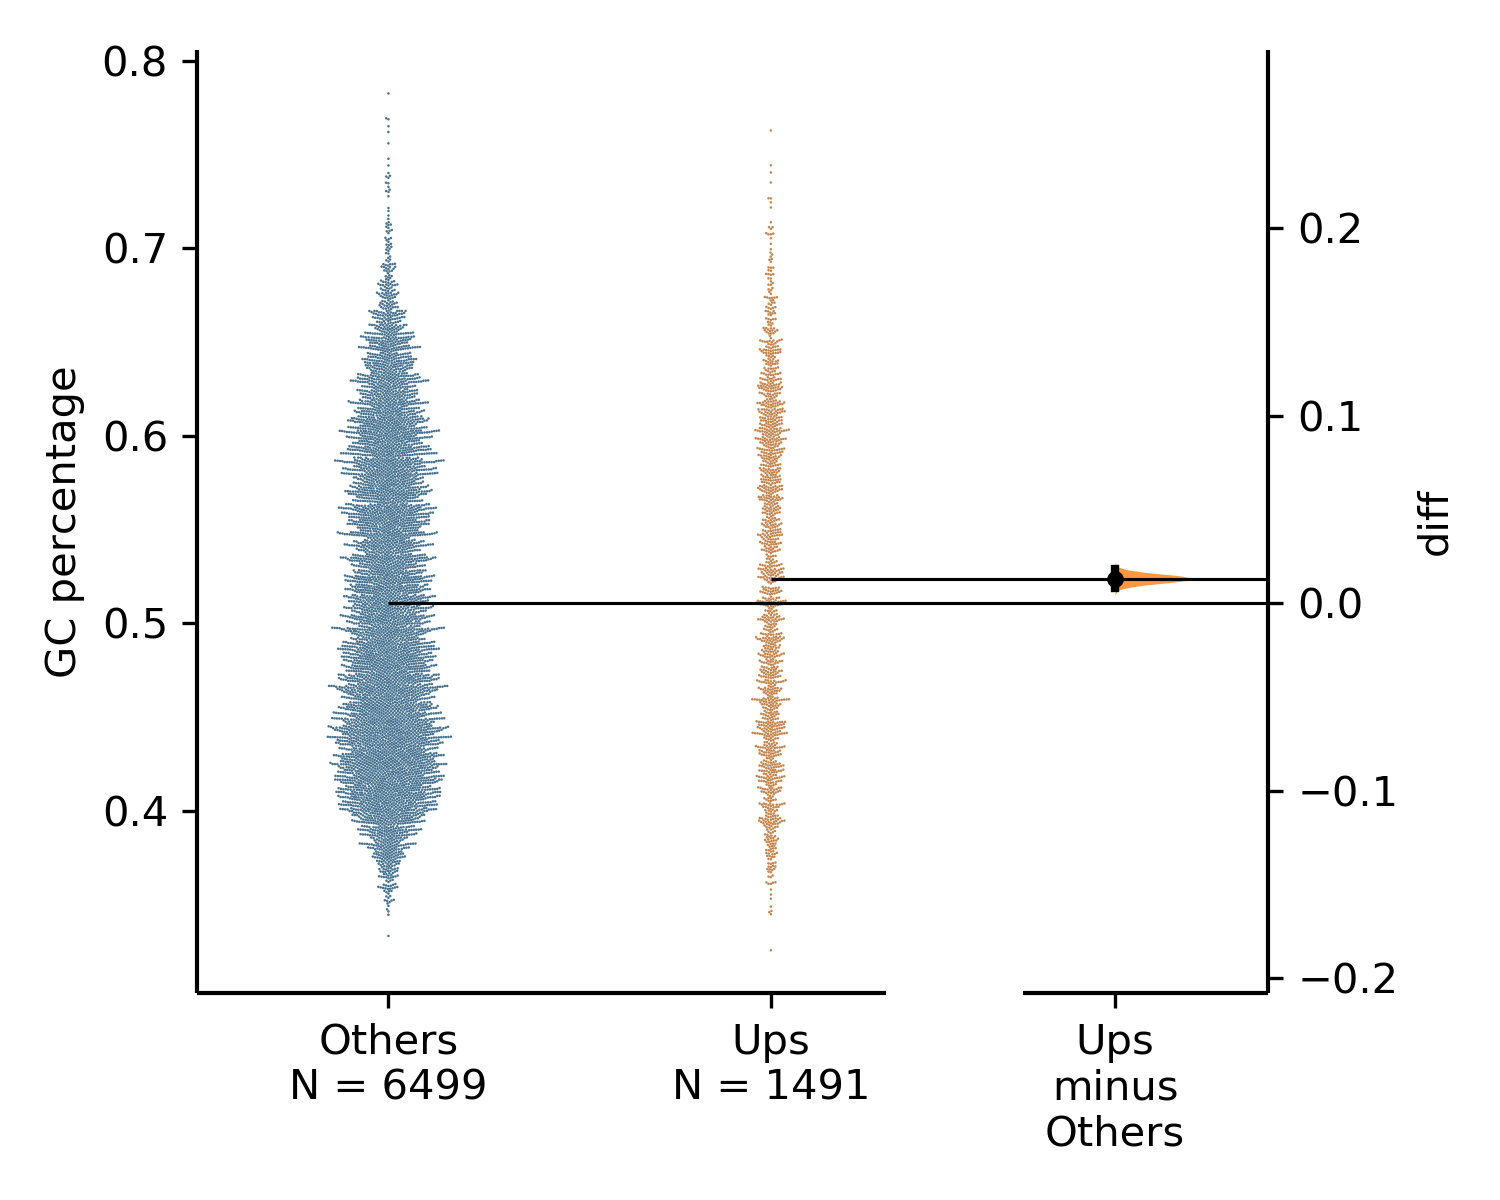 0.8
0.7
0.6
0.5
0.4
GC percentage
Others
N = 6499
Ups
N = 1491
Ups
minus
Others
0.2
0.1
0.0
−0.1
−0.2
diff